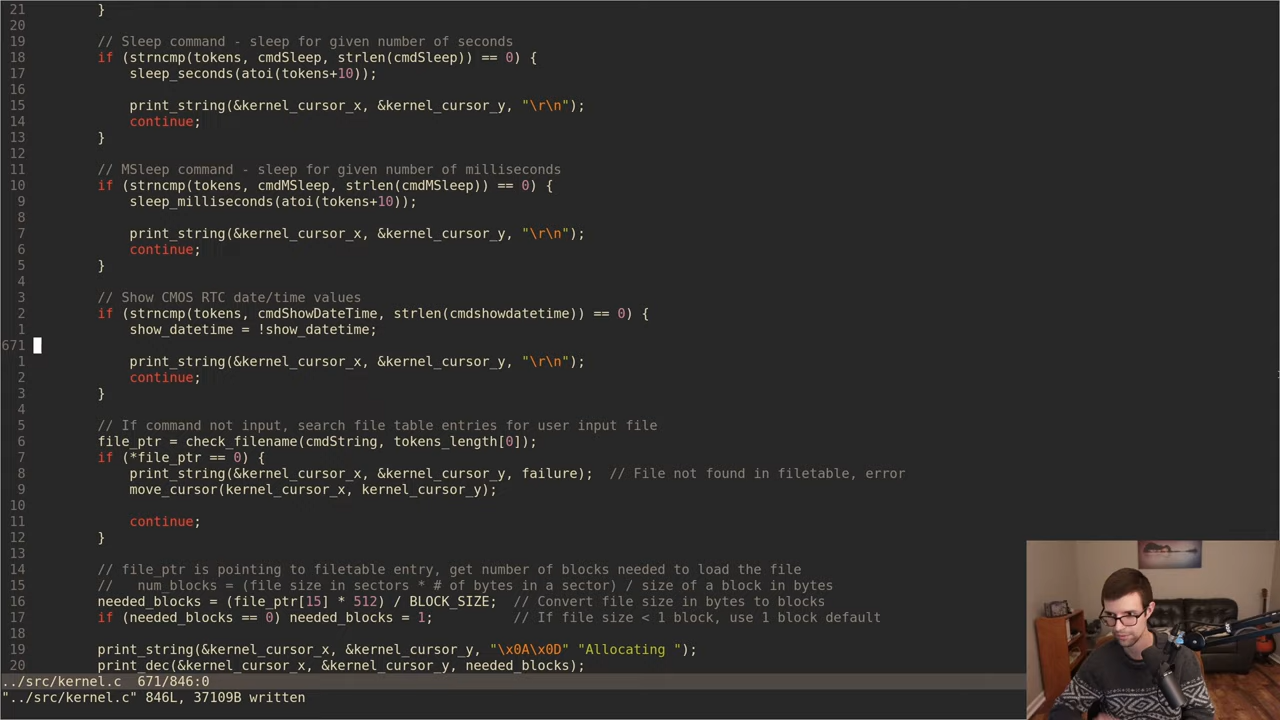 21         }
20
19         // Sleep command - sleep for given number of seconds
18         if (strncmp(tokens, cmdSleep, strlen(cmdSleep)) == 0) {
17             sleep_seconds(atoi(tokens+10));
16
15             print_string(&kernel_cursor_x, &kernel_cursor_y, "\r\n");
14             continue;
13         }
12
11         // MSleep command - sleep for given number of milliseconds
10         if (strncmp(tokens, cmdMSleep, strlen(cmdMSleep)) == 0) {
9             sleep_milliseconds(atoi(tokens+10));
8
7             print_string(&kernel_cursor_x, &kernel_cursor_y, "\r\n");
6             continue;
5         }
4
3         // Show CMOS RTC date/time values
2         if (strncmp(tokens, cmdShowDateTime, strlen(cmdshowdatetime)) == 0) {
1             show_datetime = !show_datetime;
671
1             print_string(&kernel_cursor_x, &kernel_cursor_y, "\r\n");
2             continue;
3         }
4
5         // If command not input, search file table entries for user input file
6         file_ptr = check_filename(cmdString, tokens_length[0]);
7         if (*file_ptr == 0) {
8             print_string(&kernel_cursor_x, &kernel_cursor_y, failure);  // File not found in filetable, error
9             move_cursor(kernel_cursor_x, kernel_cursor_y);
10
11             continue;
12         }
13
14         // file_ptr is pointing to filetable entry, get number of blocks needed to load the file
15         //   num_blocks = (file size in sectors * # of bytes in a sector) / size of a block in bytes
16         needed_blocks = (file_ptr[15] * 512) / BLOCK_SIZE;  // Convert file size in bytes to blocks
17         if (needed_blocks == 0) needed_blocks = 1;          // If file size < 1 block, use 1 block default
18
19         print_string(&kernel_cursor_x, &kernel_cursor_y, "\x0A\x0D" "Allocating ");
20         print_dec(&kernel_cursor_x, &kernel_cursor_y, needed_blocks);
../src/kernel.c  671/846:0
"../src/kernel.c" 846L, 37109B written